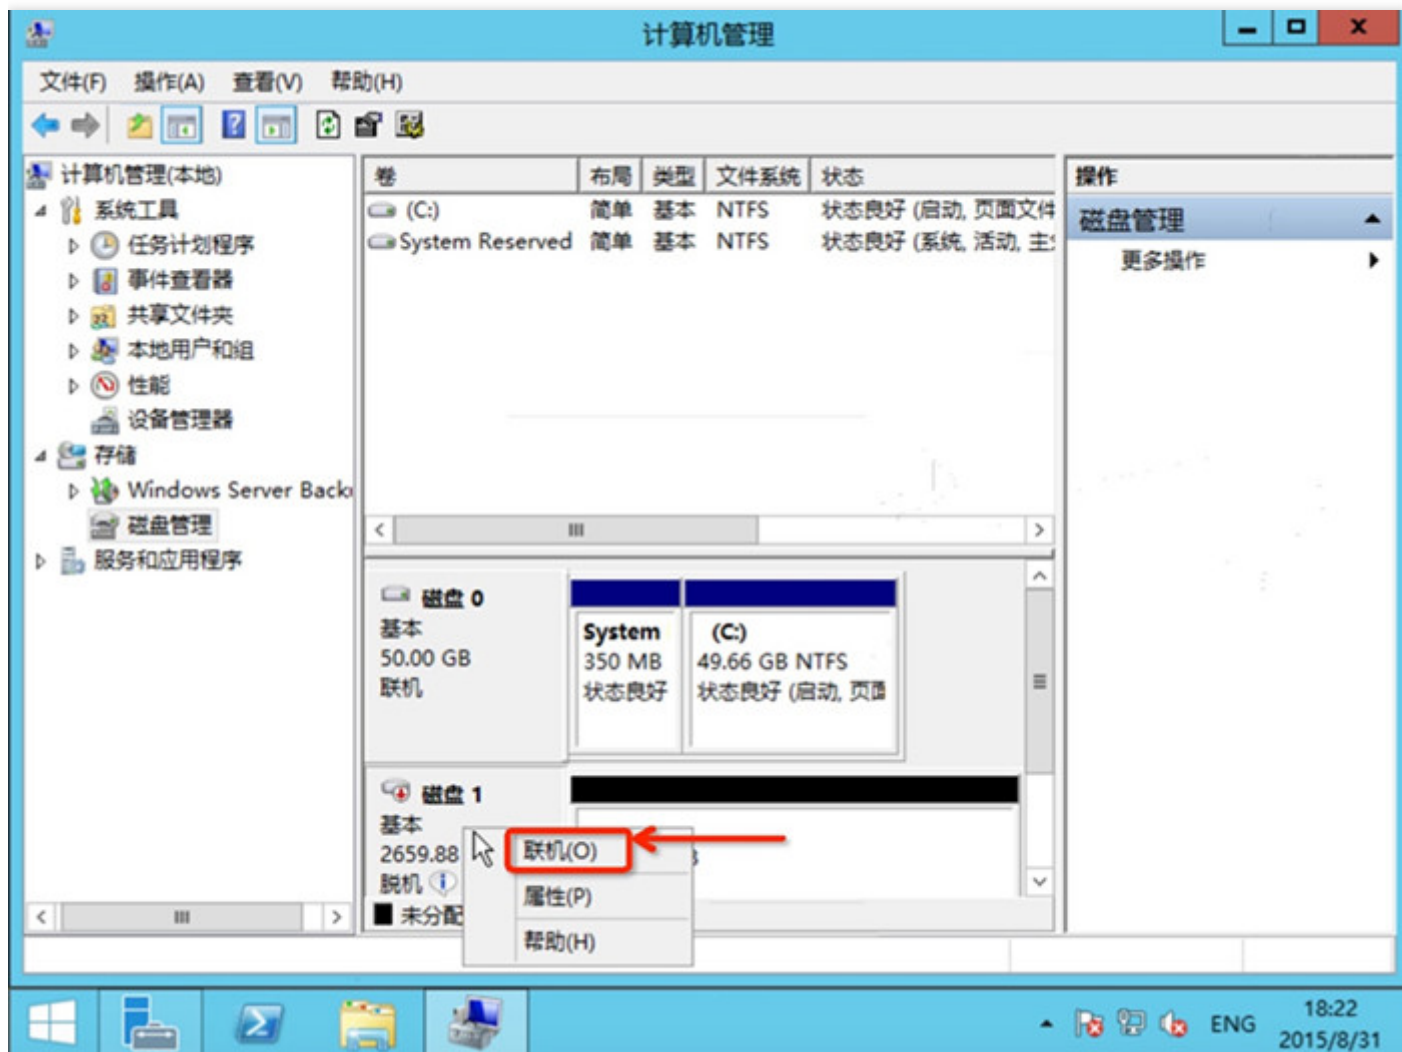 计算机管理
文件(F) 操作(A) 查看(V) 帮助(H)
计算机管理(本地)
系统工具
任务计划程序
事件查看器
共享文件夹
本地用户和组
性能
设备管理器
存储
Windows Server Back
磁盘管理
服务和应用程序
卷 布局 类型 文件系统 状态
(C:) 简单 基本 NTFS 状态良好 (启动, 页面文件
System Reserved 简单 基本 NTFS 状态良好 (系统, 活动, 主
磁盘 0
基本
50.00 GB
联机
System
350 MB
状态良好
(C:)
49.66 GB NTFS
状态良好 (启动, 页面
磁盘 1
基本
2659.88
脱机
未分配
联机(O)
属性(P)
帮助(H)
操作
磁盘管理
更多操作
ENG
18:22
2015/8/31